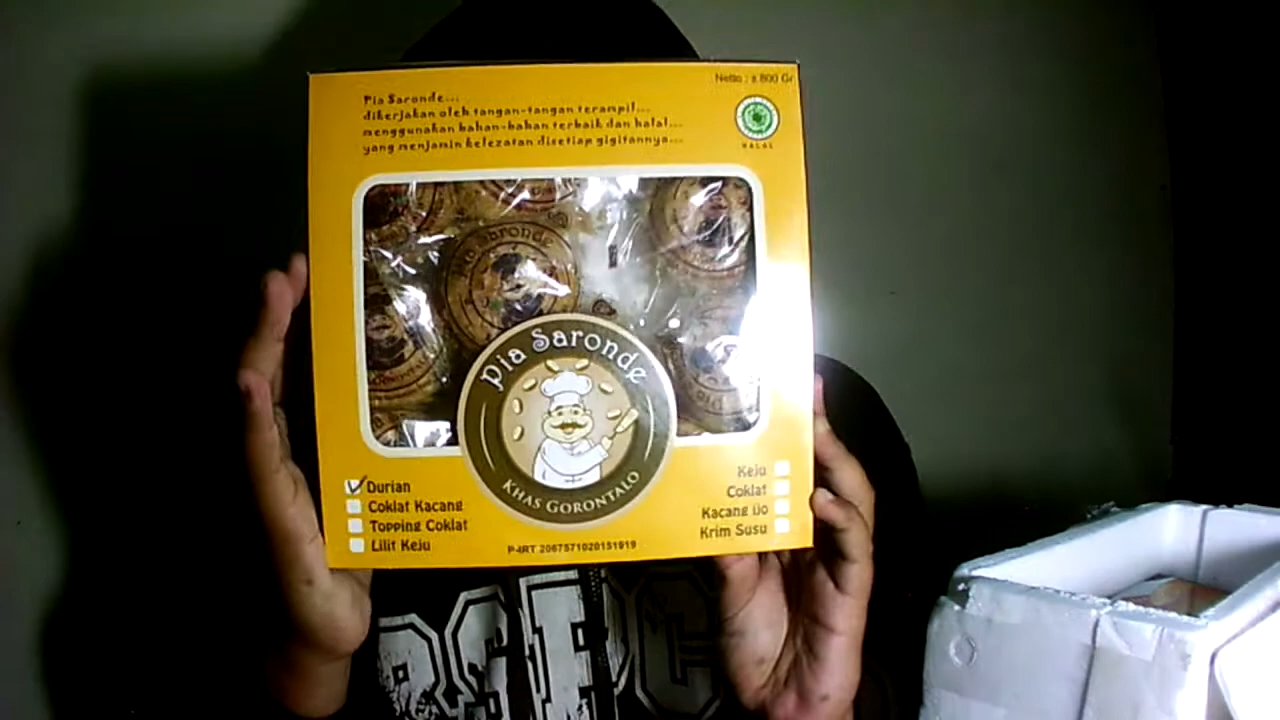 Netto : ± 800 Gr
Pia Saronde...
dikerjakan oleh tangan-tangan terampil...
menggunakan bahan-bahan terbaik dan halal...
yang menjamin kelezatan disetiap gigitannya...
HALAL
Pia Saronde
Pia Saronde
KHAS GORONTALO
Durian
Coklat Kacang
Topping Coklat
Lilit Keju
Keju
Coklat
Kacang Ijo
Krim Susu
P-IRT 2067571020151919